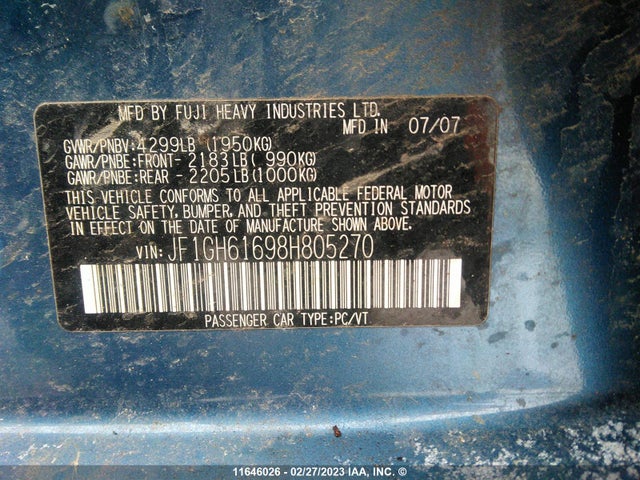 MFD BY FUJI HEAVY INDUSTRIES LTD.
MFD IN 07/07
GVWR/PNBV:4299LB (1950KG)
GAWR/PNBE:FRONT- 2183LB( 990KG)
GAWR/PNBE:REAR - 2205LB(1000KG)
THIS VEHICLE CONFORMS TO ALL APPLICABLE FEDERAL MOTOR
VEHICLE SAFETY, BUMPER, AND THEFT PREVENTION STANDARDS
IN EFFECT ON THE DATE OF MANUFACTURE SHOWN ABOVE.
VIN: JF1GH61698H805270
PASSENGER CAR TYPE:PC/VT
11646026 - 02/27/2023 IAA, INC. ©